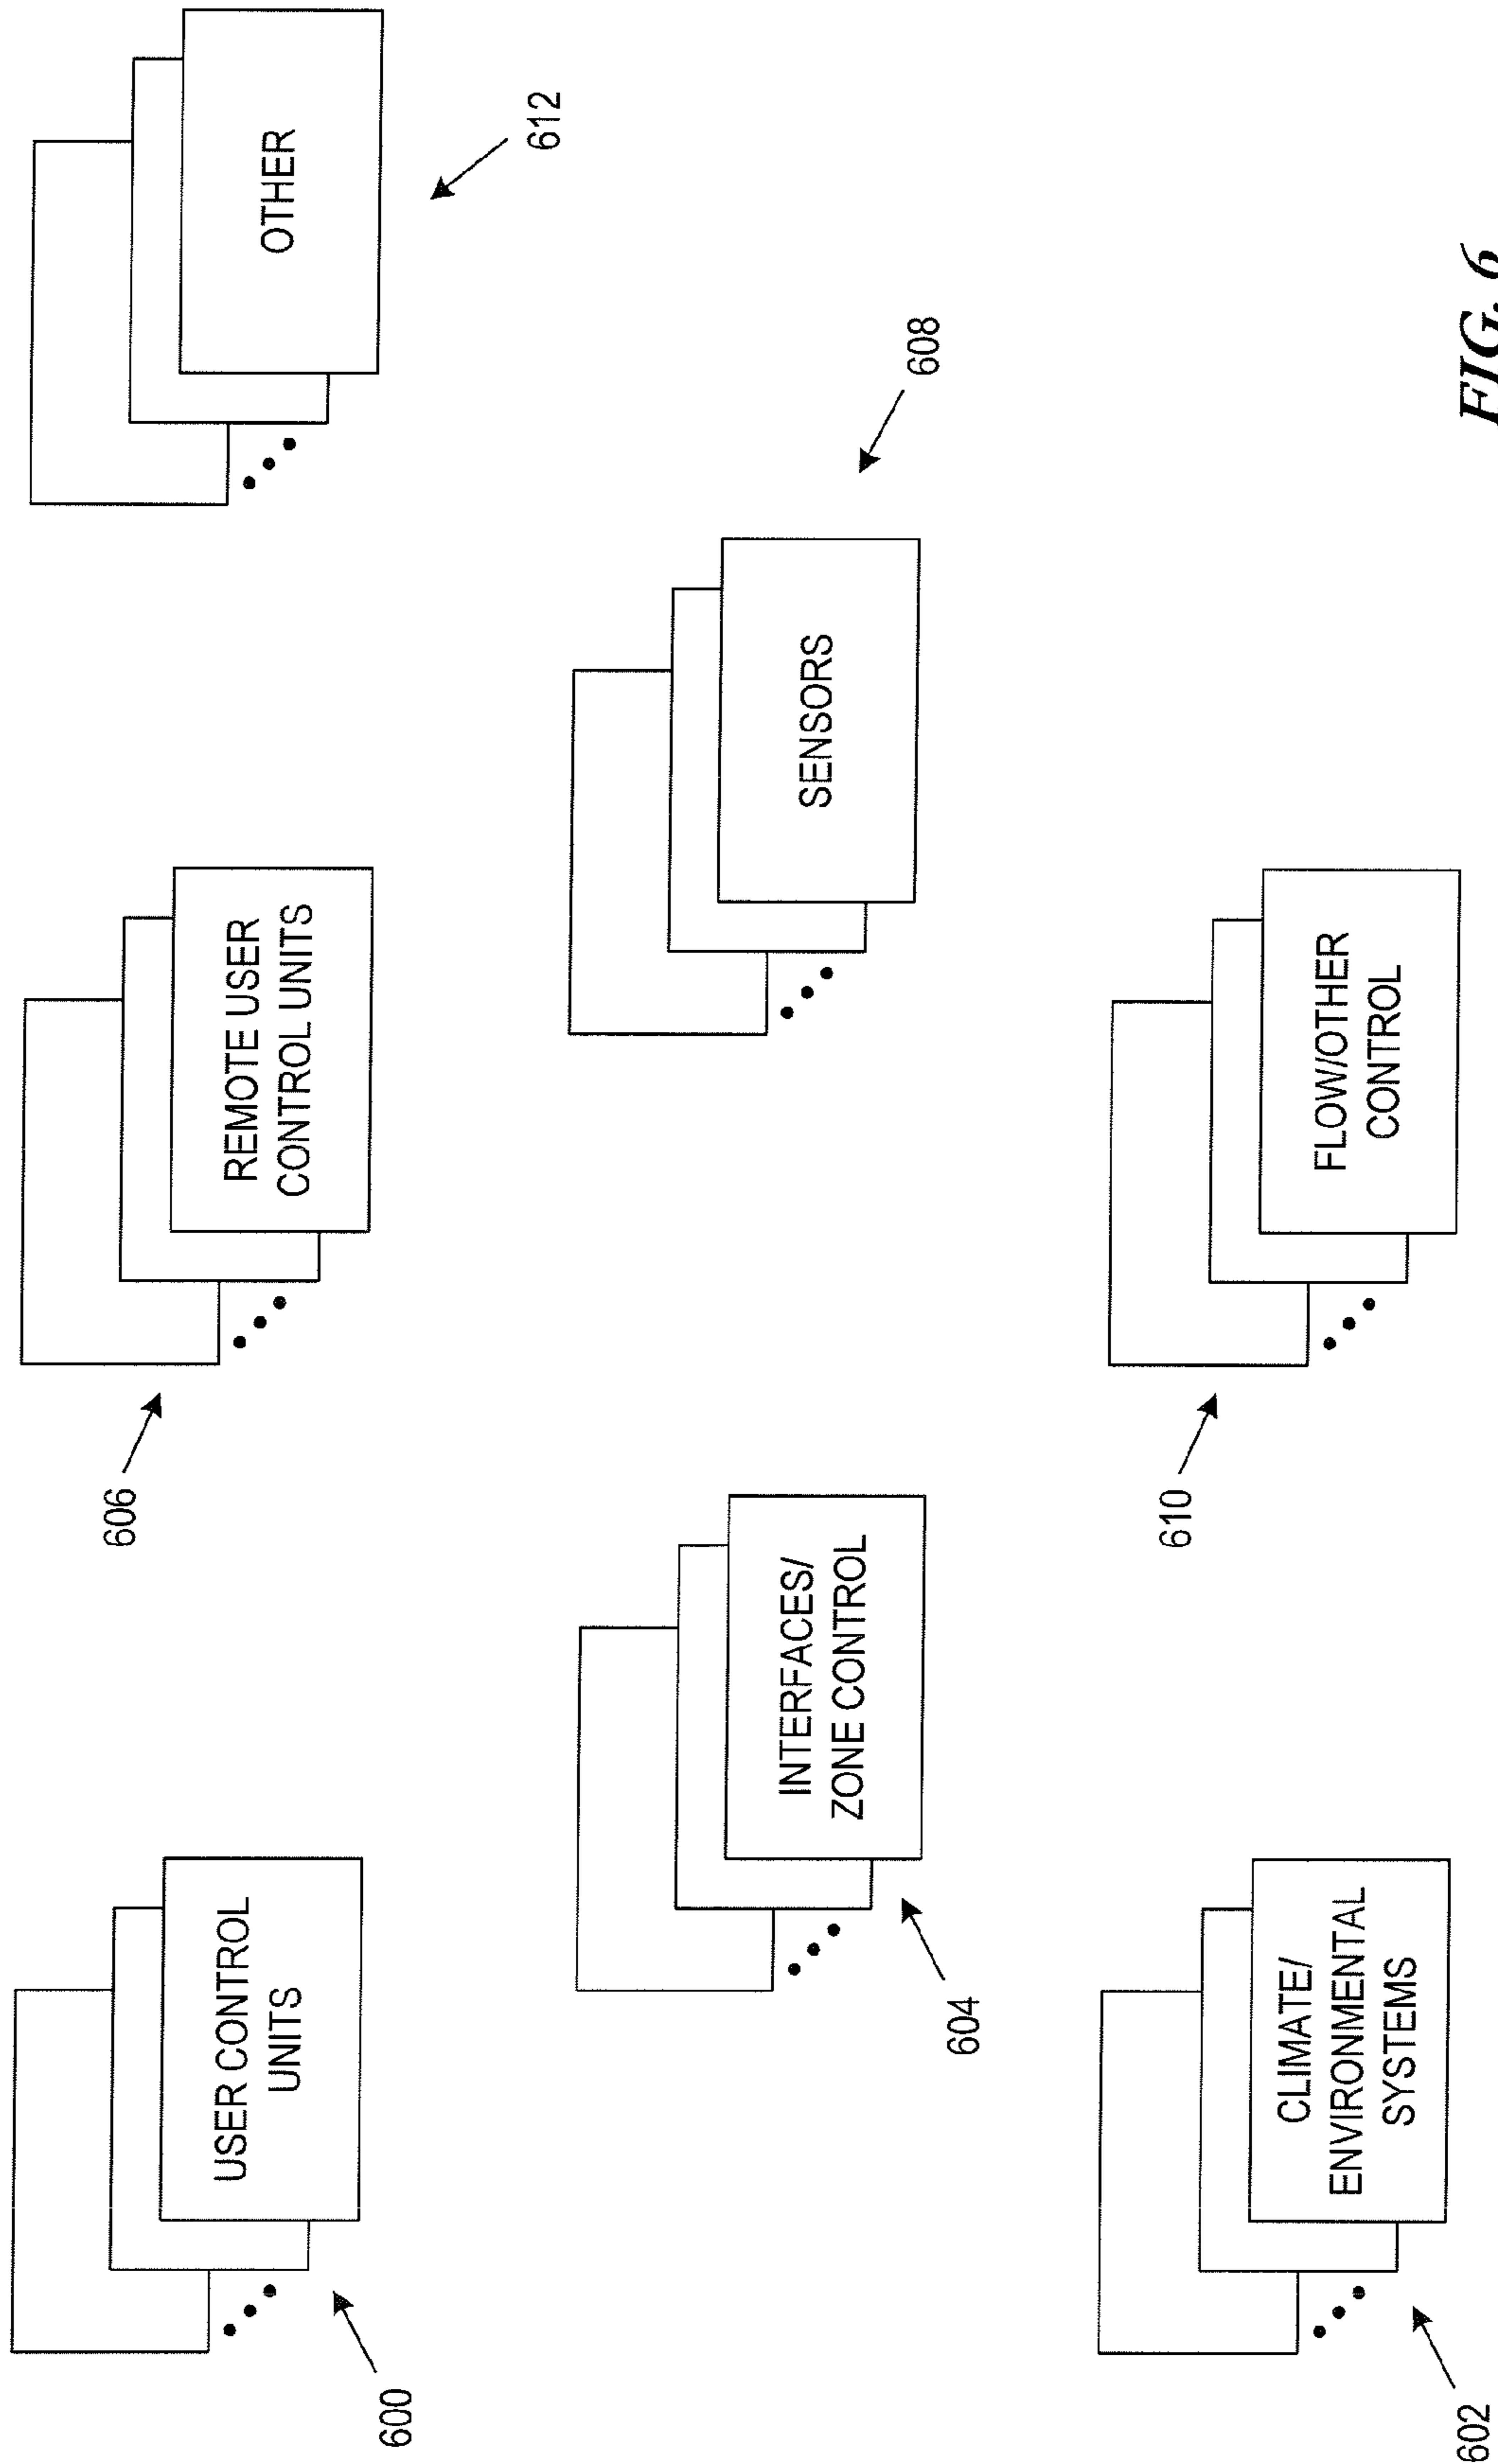 USER CONTROL
UNITS
600
REMOTE USER
CONTROL UNITS
606
OTHER
612
INTERFACES/
ZONE CONTROL
604
SENSORS
608
CLIMATE/
ENVIRONMENTAL
SYSTEMS
602
FLOW/OTHER
CONTROL
610
FIG. 6